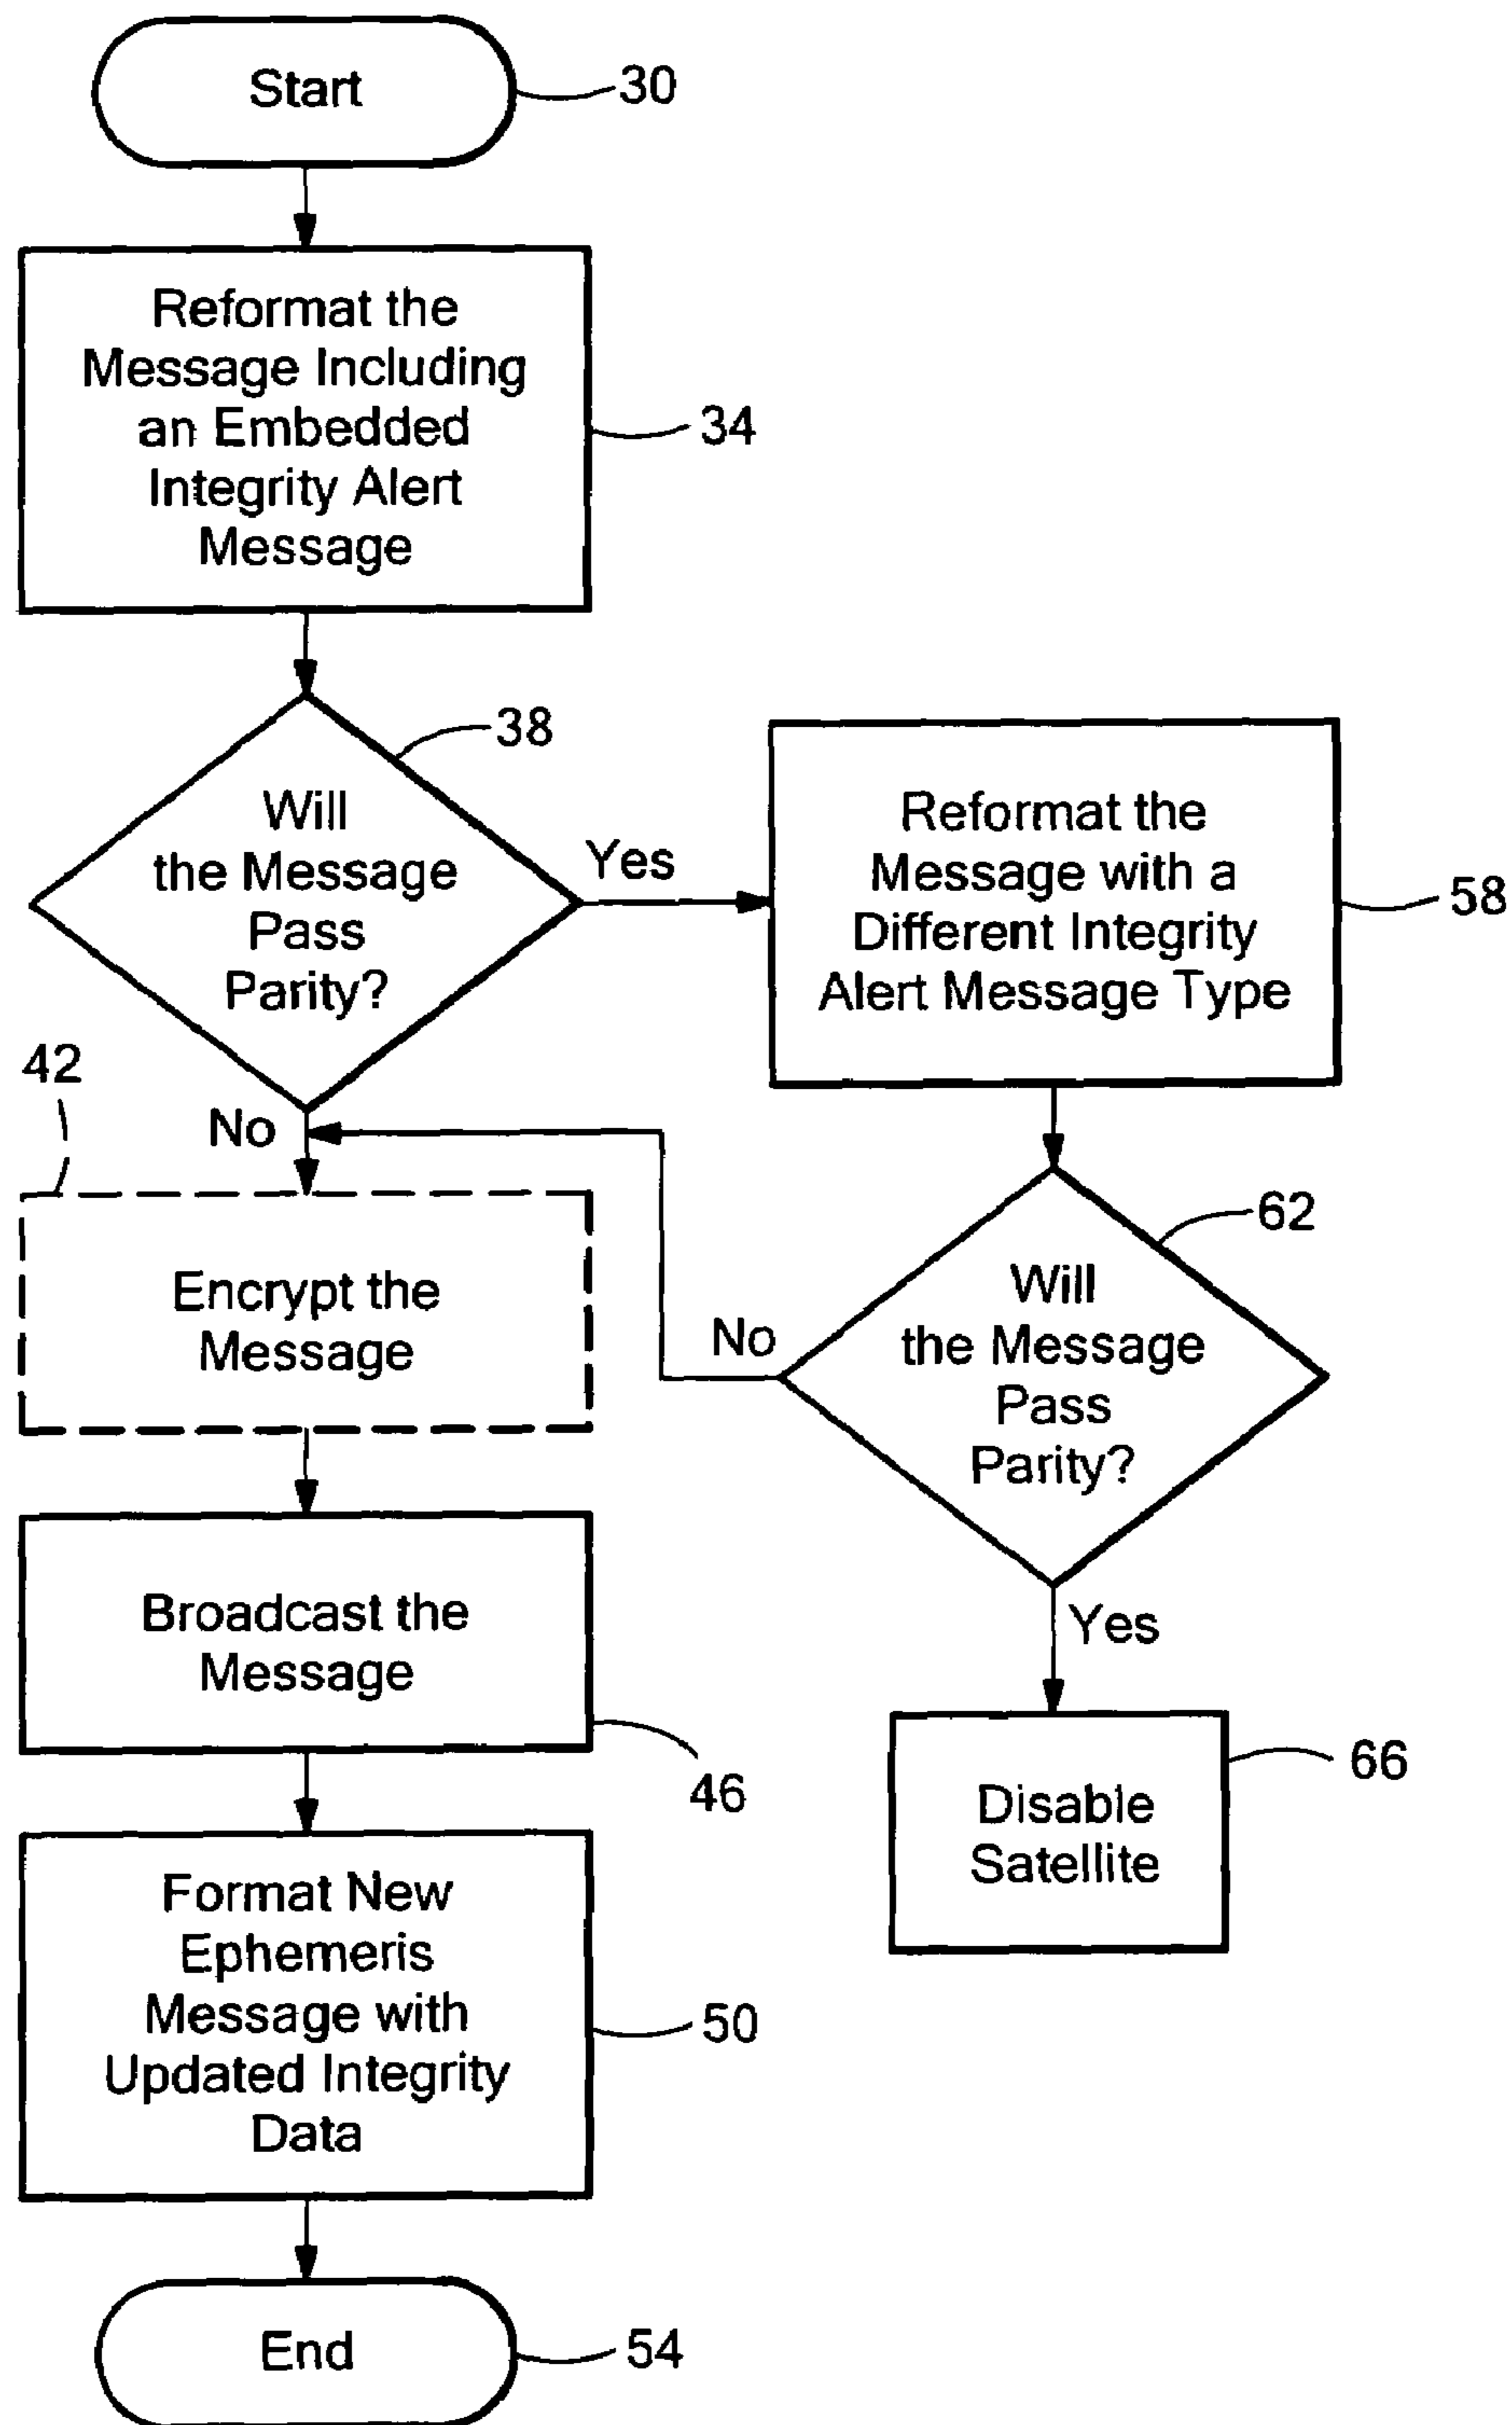 Start
30
Reformat the
Message Including
an Embedded
Integrity Alert
Message
34
38
Will
the Message
Pass
Parity?
Yes
No
Reformat the
Message with a
Different Integrity
Alert Message Type
58
42
Encrypt the
Message
62
Will
the Message
Pass
Parity?
No
Yes
Broadcast the
Message
46
Disable
Satellite
66
Format New
Ephemeris
Message with
Updated Integrity
Data
50
End
54